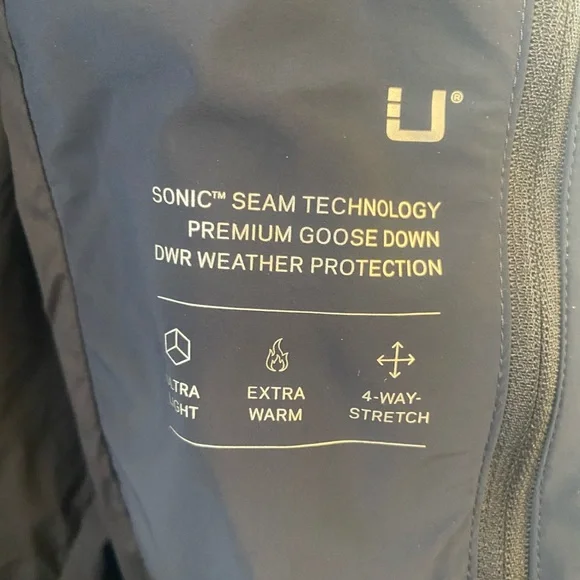 U®
SONIC™ SEAM TECHNOLOGY
PREMIUM GOOSE DOWN
DWR WEATHER PROTECTION
EXTRA
WARM
4-WAY-
STRETCH